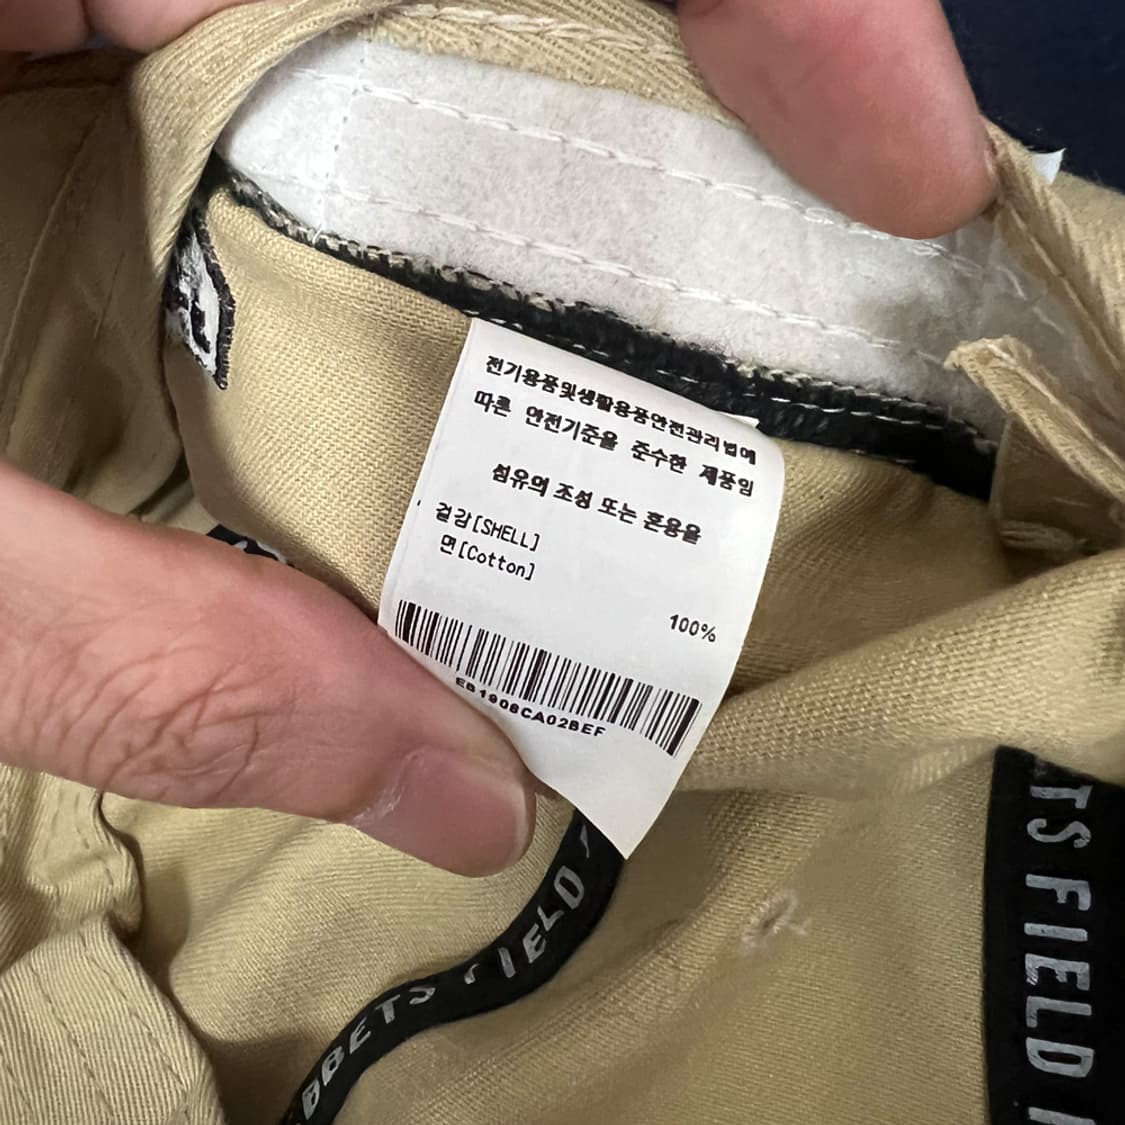 전기용품및생활용품안전관리법에
따른 안전기준을 준수한 제품임
섬유의 조성 또는 혼용율
겉감[SHELL]
면[Cotton]
100%
EB1908CA02BEF
BBETS FIELD
TS FIELD